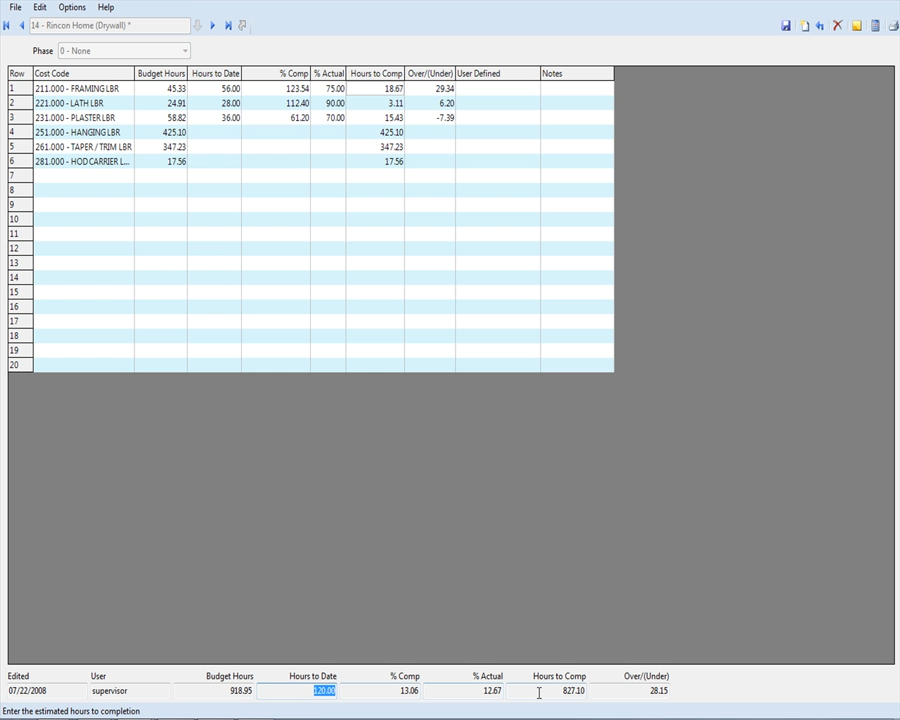 File Edit Options Help
14 - Rincon Home (Drywall) *
Phase 0 - None
Row Cost Code Budget Hours Hours to Date % Comp % Actual Hours to Comp Over/(Under) User Defined Notes
1 211.000 - FRAMING LBR 45.33 56.00 123.54 75.00 18.67 29.34
2 221.000 - LATH LBR 24.91 28.00 112.40 90.00 3.11 6.20
3 231.000 - PLASTER LBR 58.82 36.00 61.20 70.00 15.43 -7.39
4 251.000 - HANGING LBR 425.10 425.10
5 261.000 - TAPER / TRIM LBR 347.23 347.23
6 281.000 - HOD CARRIER L... 17.56 17.56
7
8
9
10
11
12
13
14
15
16
17
18
19
20
Edited User Budget Hours Hours to Date % Comp % Actual Hours to Comp Over/(Under)
07/22/2008 supervisor 918.95 120.00 13.06 12.67 827.10 28.15
Enter the estimated hours to completion